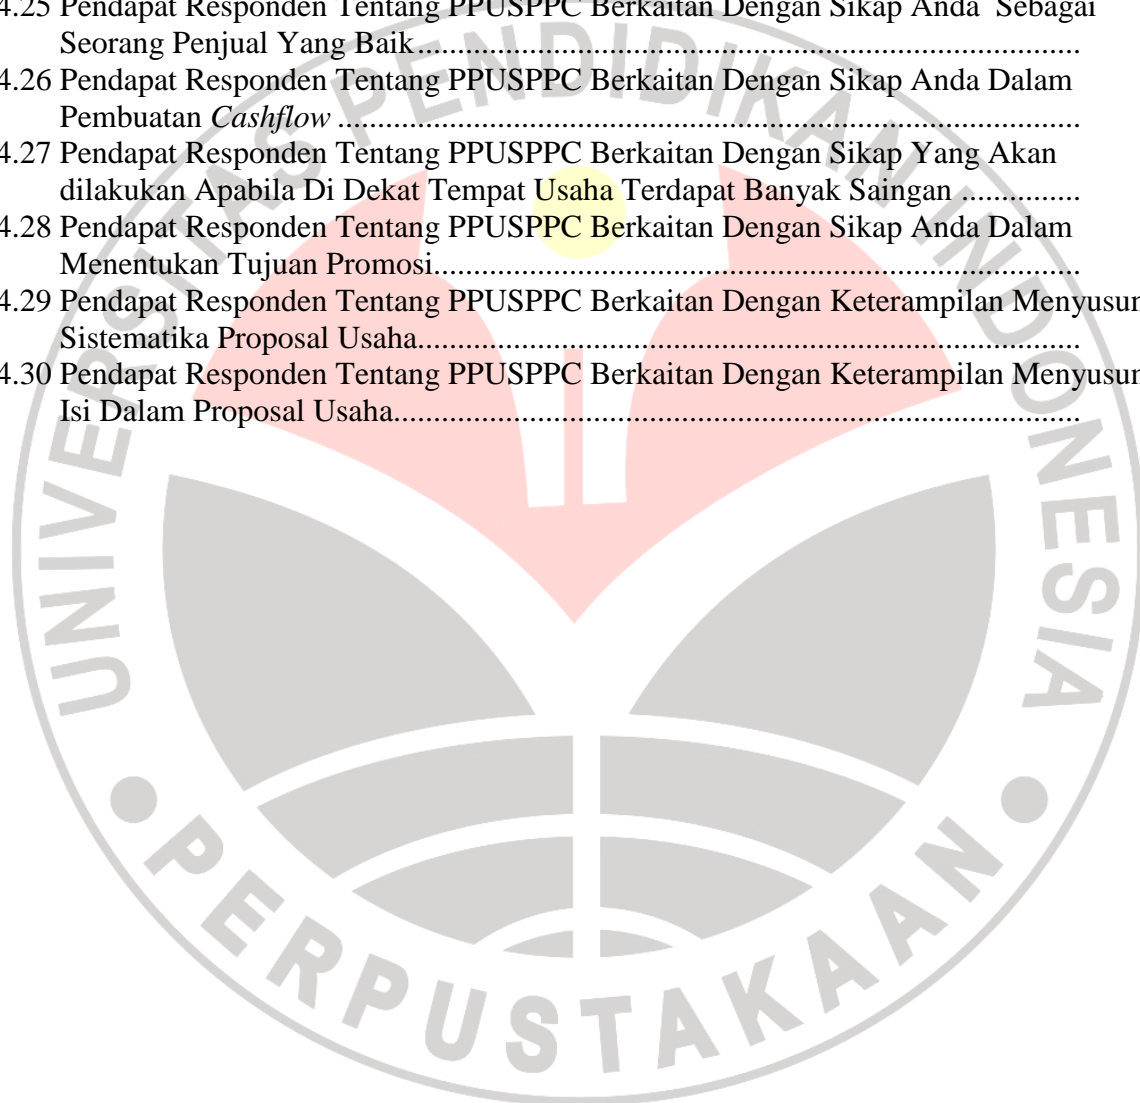 4.25 Pendapat Responden Tentang PPUSPPC Berkaitan Dengan Sikap Anda  Sebagai
Seorang Penjual Yang Baik....................................................................................
4.26 Pendapat Responden Tentang PPUSPPC Berkaitan Dengan Sikap Anda Dalam
Pembuatan Cashflow ..............................................................................................
4.27 Pendapat Responden Tentang PPUSPPC Berkaitan Dengan Sikap Yang Akan
dilakukan Apabila Di Dekat Tempat Usaha Terdapat Banyak Saingan ...............
4.28 Pendapat Responden Tentang PPUSPPC Berkaitan Dengan Sikap Anda Dalam
Menentukan Tujuan Promosi..................................................................................
4.29 Pendapat Responden Tentang PPUSPPC Berkaitan Dengan Keterampilan Menyusun
Sistematika Proposal Usaha....................................................................................
4.30 Pendapat Responden Tentang PPUSPPC Berkaitan Dengan Keterampilan Menyusun
Isi Dalam Proposal Usaha.......................................................................................
UNIVERSITAS PENDIDIKAN INDONESIA
PERPUSTAKAAN